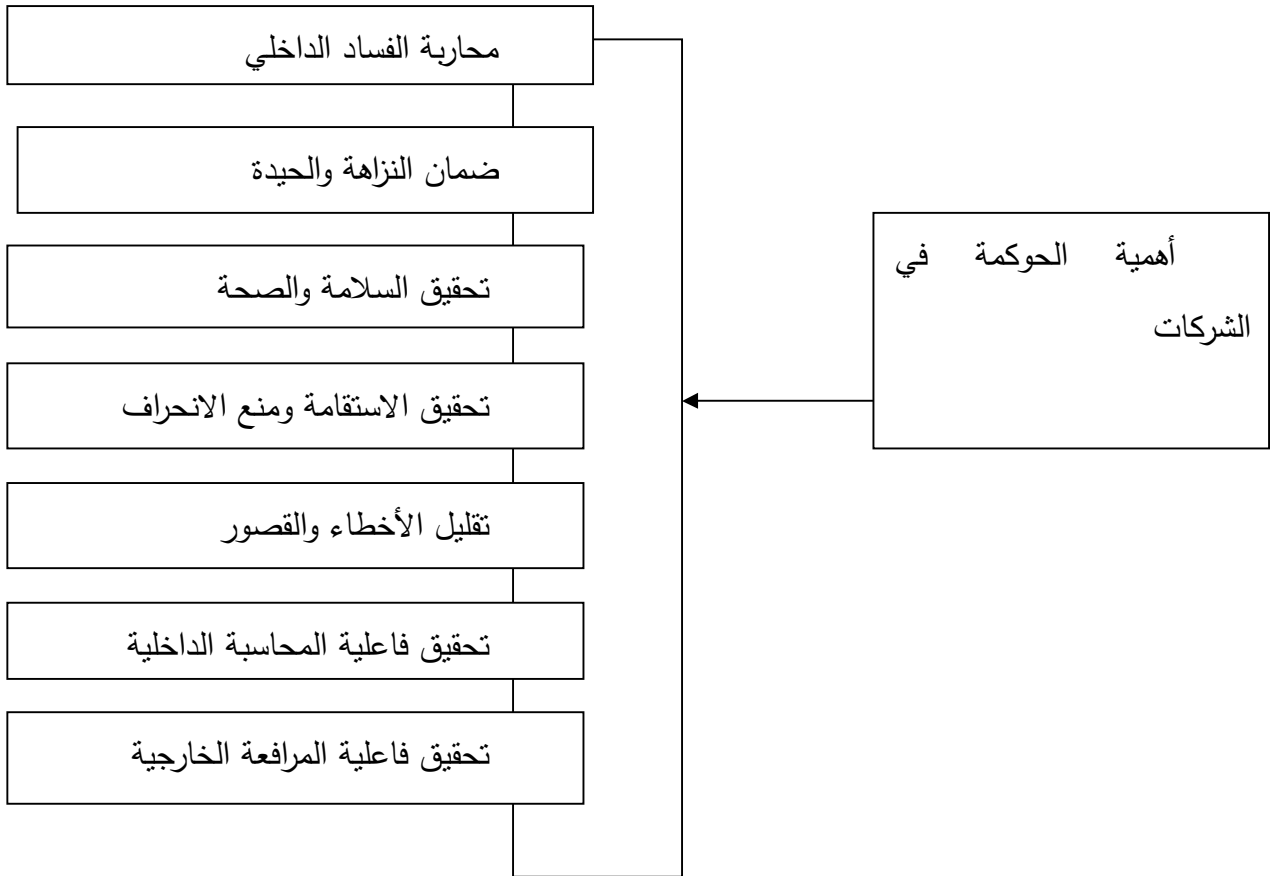 أهمية الحوكمة في
الشركات
محاربة الفساد الداخلي
ضمان النزاهة والحيدة
تحقيق السلامة والصحة
تحقيق الاستقامة ومنع الانحراف
تقليل الأخطاء والقصور
تحقيق فاعلية المحاسبة الداخلية
تحقيق فاعلية المرافعة الخارجية